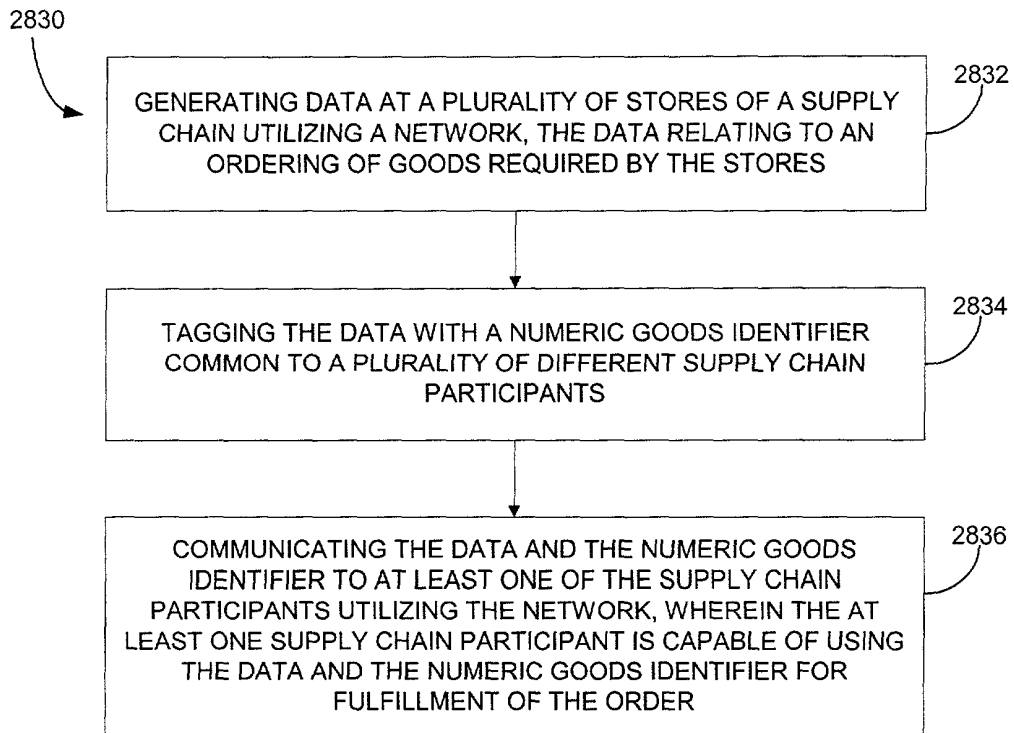 2830
2832
GENERATING DATA AT A PLURALITY OF STORES OF A SUPPLY
CHAIN UTILIZING A NETWORK, THE DATA RELATING TO AN
ORDERING OF GOODS REQUIRED BY THE STORES
2834
TAGGING THE DATA WITH A NUMERIC GOODS IDENTIFIER
COMMON TO A PLURALITY OF DIFFERENT SUPPLY CHAIN
PARTICIPANTS
2836
COMMUNICATING THE DATA AND THE NUMERIC GOODS
IDENTIFIER TO AT LEAST ONE OF THE SUPPLY CHAIN
PARTICIPANTS UTILIZING THE NETWORK, WHEREIN THE AT
LEAST ONE SUPPLY CHAIN PARTICIPANT IS CAPABLE OF USING
THE DATA AND THE NUMERIC GOODS IDENTIFIER FOR
FULFILLMENT OF THE ORDER